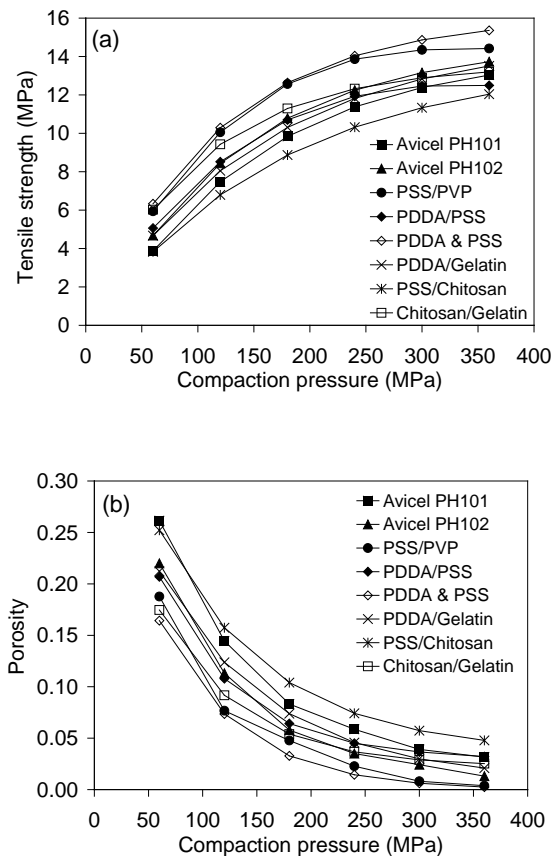 (a)
16
14
12
10
8
6
4
2
0
Tensile strength (MPa)
Avicel PH101
Avicel PH102
PSS/PVP
PDDA/PSS
PDDA & PSS
PDDA/Gelatin
PSS/Chitosan
Chitosan/Gelatin
0 50 100 150 200 250 300 350 400
Compaction pressure (MPa)
(b)
0.30
0.25
0.20
0.15
0.10
0.05
0.00
Porosity
Avicel PH101
Avicel PH102
PSS/PVP
PDDA/PSS
PDDA & PSS
PDDA/Gelatin
PSS/Chitosan
Chitosan/Gelatin
0 50 100 150 200 250 300 350 400
Compaction pressure (MPa)